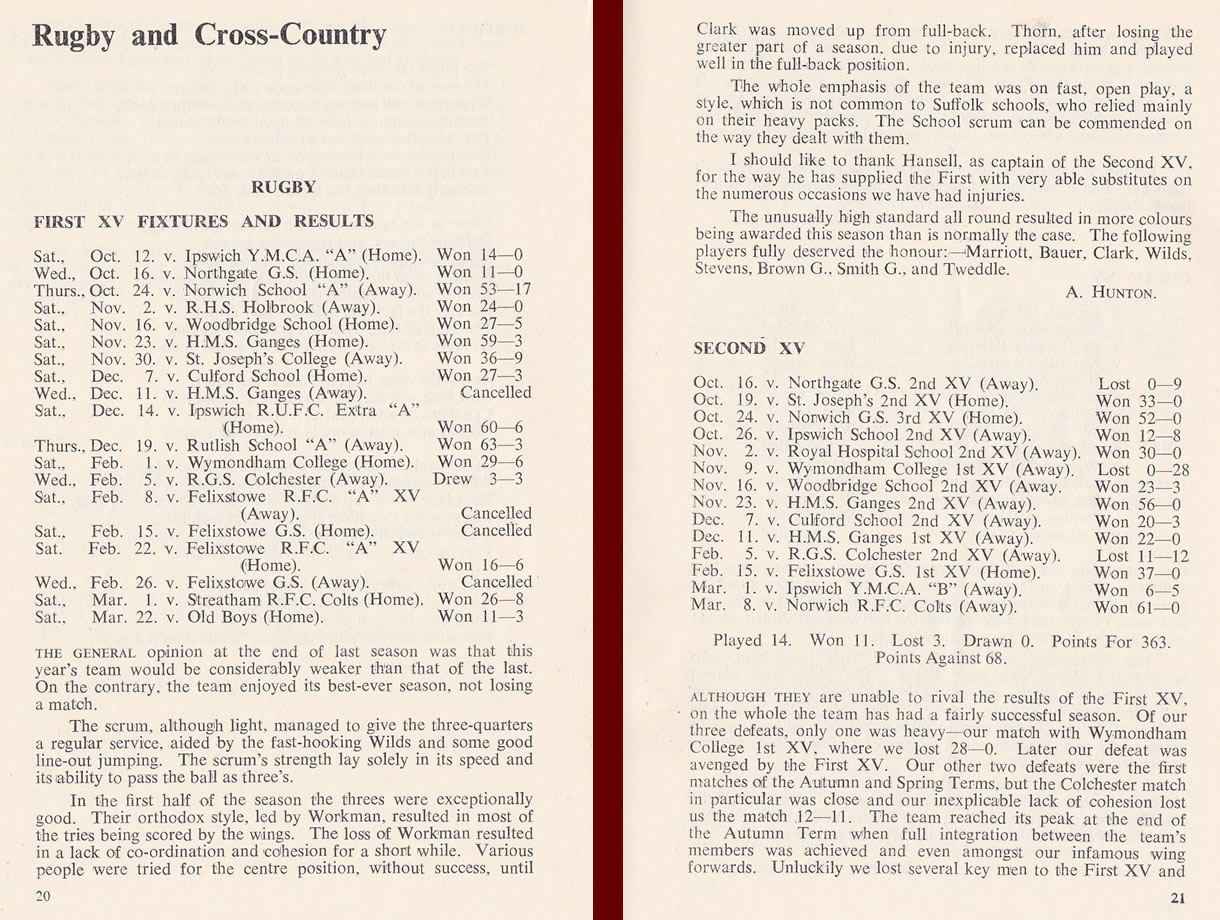 Rugby and Cross-Country
RUGBY
FIRST XV FIXTURES AND RESULTS
Sat., Oct. 12. v. Ipswich Y.M.C.A. “A” (Home). Won 14—0
Wed., Oct. 16. v. Northgate G.S. (Home). Won 11—0
Thurs., Oct. 24. v. Norwich School “A” (Away). Won 53—17
Sat., Nov. 2. v. R.H.S. Holbrook (Away). Won 24—0
Sat., Nov. 16. v. Woodbridge School (Home). Won 27—5
Sat., Nov. 23. v. H.M.S. Ganges (Home). Won 59—3
Sat., Nov. 30. v. St. Joseph’s College (Away). Won 36—9
Sat., Dec. 7. v. Culford School (Home). Won 27—3
Wed., Dec. 11. v. H.M.S. Ganges (Away). Cancelled
Sat., Dec. 14. v. Ipswich R.U.F.C. Extra “A”
(Home). Won 60—6
Thurs., Dec. 19. v. Rutlish School “A” (Away). Won 63—3
Sat., Feb. 1. v. Wymondham College (Home). Won 29—6
Wed., Feb. 5. v. R.G.S. Colchester (Away). Drew 3—3
Sat., Feb. 8. v. Felixstowe R.F.C. “A” XV
(Away). Cancelled
Sat., Feb. 15. v. Felixstowe G.S. (Home). Cancelled
Sat. Feb. 22. v. Felixstowe R.F.C. “A” XV
(Home). Won 16—6
Wed., Feb. 26. v. Felixstowe G.S. (Away). Cancelled
Sat., Mar. 1. v. Streatham R.F.C. Colts (Home). Won 26—8
Sat., Mar. 22. v. Old Boys (Home). Won 11—3
THE GENERAL opinion at the end of last season was that this
year’s team would be considerably weaker than that of the last.
On the contrary, the team enjoyed its best-ever season, not losing
a match.
The scrum, although light, managed to give the three-quarters
a regular service, aided by the fast-hooking Wilds and some good
line-out jumping. The scrum’s strength lay solely in its speed and
its ability to pass the ball as three’s.
In the first half of the season the threes were exceptionally
good. Their orthodox style, led by Workman, resulted in most of
the tries being scored by the wings. The loss of Workman resulted
in a lack of co-ordination and cohesion for a short while. Various
people were tried for the centre position, without success, until
20
Clark was moved up from full-back. Thorn, after losing the
greater part of a season, due to injury, replaced him and played
well in the full-back position.
The whole emphasis of the team was on fast, open play, a
style, which is not common to Suffolk schools, who relied mainly
on their heavy packs. The School scrum can be commended on
the way they dealt with them.
I should like to thank Hansell, as captain of the Second XV,
for the way he has supplied the First with very able substitutes on
the numerous occasions we have had injuries.
The unusually high standard all round resulted in more colours
being awarded this season than is normally the case. The following
players fully deserved the honour:—Marriott, Bauer, Clark, Wilds,
Stevens, Brown G., Smith G., and Tweddle.
A. HUNTON.
SECOND XV
Oct. 16. v. Northgate G.S. 2nd XV (Away). Lost 0—9
Oct. 19. v. St. Joseph’s 2nd XV (Home). Won 33—0
Oct. 24. v. Norwich G.S. 3rd XV (Home). Won 52—0
Oct. 26. v. Ipswich School 2nd XV (Away). Won 12—8
Nov. 2. v. Royal Hospital School 2nd XV (Away). Won 30—0
Nov. 9. v. Wymondham College 1st XV (Away). Lost 0—28
Nov. 16. v. Woodbridge School 2nd XV (Away. Won 23—3
Nov. 23. v. H.M.S. Ganges 2nd XV (Away). Won 56—0
Dec. 7. v. Culford School 2nd XV (Away). Won 20—3
Dec. 11. v. H.M.S. Ganges 1st XV (Away). Won 22—0
Feb. 5. v. R.G.S. Colchester 2nd XV (Away). Lost 11—12
Feb. 15. v. Felixstowe G.S. 1st XV (Home). Won 37—0
Mar. 1. v. Ipswich Y.M.C.A. “B” (Away). Won 6—5
Mar. 8. v. Norwich R.F.C. Colts (Away). Won 61—0
Played 14. Won 11. Lost 3. Drawn 0. Points For 363.
Points Against 68.
ALTHOUGH THEY are unable to rival the results of the First XV,
on the whole the team has had a fairly successful season. Of our
three defeats, only one was heavy—our match with Wymondham
College 1st XV, where we lost 28—0. Later our defeat was
avenged by the First XV. Our other two defeats were the first
matches of the Autumn and Spring Terms, but the Colchester match
in particular was close and our inexplicable lack of cohesion lost
us the match 12—11. The team reached its peak at the end of
the Autumn Term when full integration between the team’s
members was achieved and even amongst our infamous wing
forwards. Unluckily we lost several key men to the First XV and
21